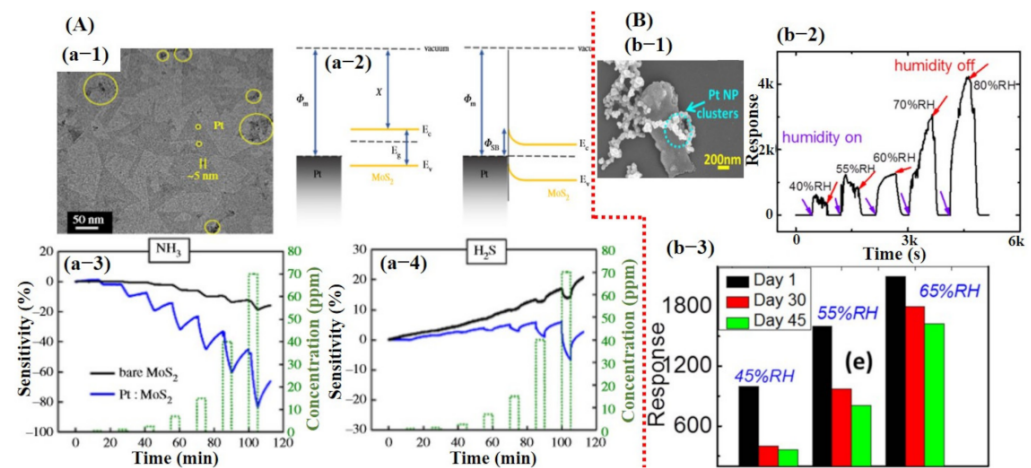 (A)
(a−1)
Pt
~5 nm
50 nm
(a−2)
vacuum
Φm
χ
Ec
Eg
Ev
Pt
MoS2
vacuu
Φm
ΦSB
Ec
Ev
Pt
MoS2
(B)
(b−1)
Pt NP
clusters
200nm
(b−2)
Response
4k
2k
0
humidity off
humidity on
40%RH
55%RH
60%RH
70%RH
80%RH
0
3k
6k
Time (s)
(a−3)
NH3
Sensitivity (%)
20
0
−20
−40
−60
−80
−100
bare MoS2
Pt : MoS2
0
20
40
60
80
100
Time (min)
80
70
60
50
40
30
20
10
0
Concentration (ppm)
(a−4)
H2S
Sensitivity (%)
30
20
10
0
−10
−20
−30
0
20
40
60
80
100
Time (min)
80
70
60
50
40
30
20
10
0
Concentration (ppm)
(b−3)
Response
1800
1200
600
Day 1
Day 30
Day 45
45%RH
55%RH
65%RH
(e)